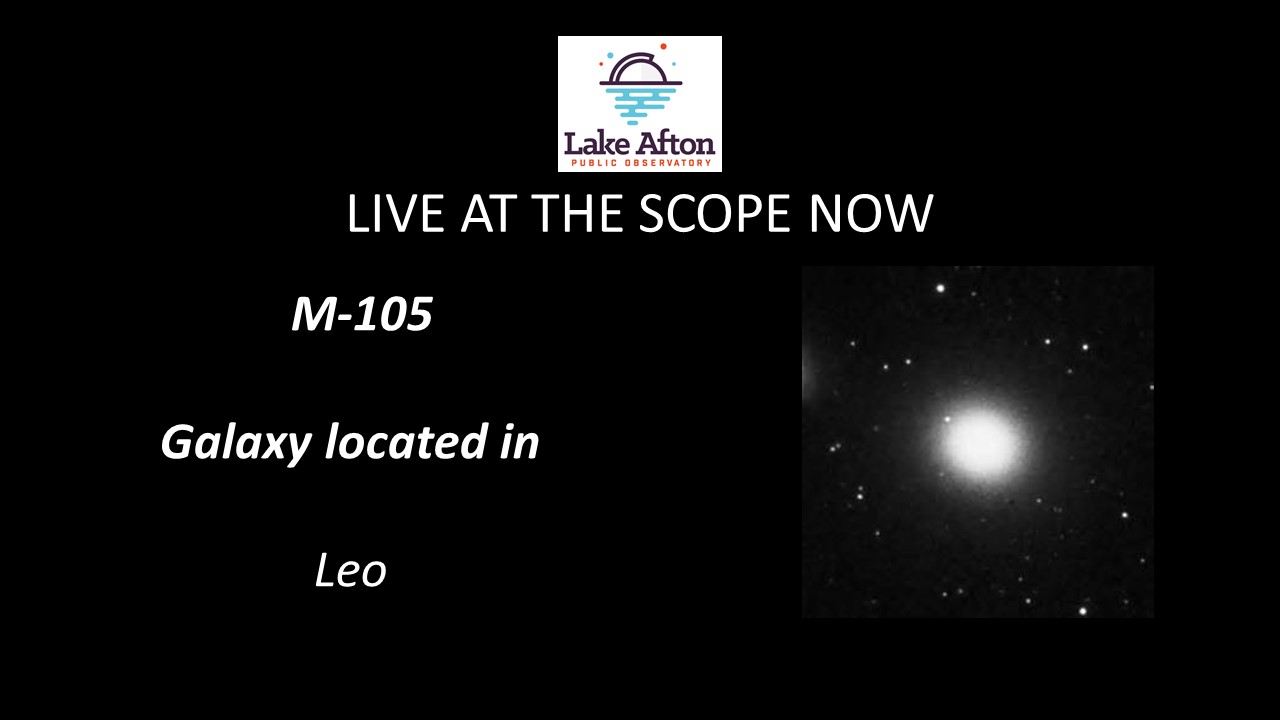 Lake Afton
PUBLIC OBSERVATORY
LIVE AT THE SCOPE NOW
M-105
Galaxy located in
Leo